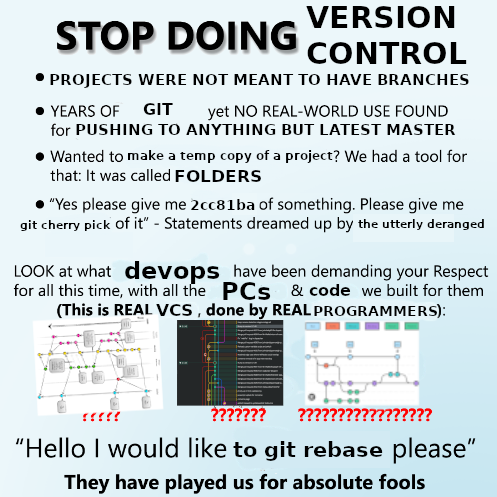 STOP DOING VERSION CONTROL
• PROJECTS WERE NOT MEANT TO HAVE BRANCHES
• YEARS OF GIT yet NO REAL-WORLD USE FOUND
for PUSHING TO ANYTHING BUT LATEST MASTER
• Wanted to make a temp copy of a project? We had a tool for
that: It was called FOLDERS
• “Yes please give me 2cc81ba of something. Please give me
git cherry pick of it” - Statements dreamed up by the utterly deranged
LOOK at what devops have been demanding your Respect
for all this time, with all the PCs & code we built for them
(This is REAL VCS , done by REAL PROGRAMMERS):
?????
???????
?????????????????
“Hello I would like to git rebase please”
They have played us for absolute fools